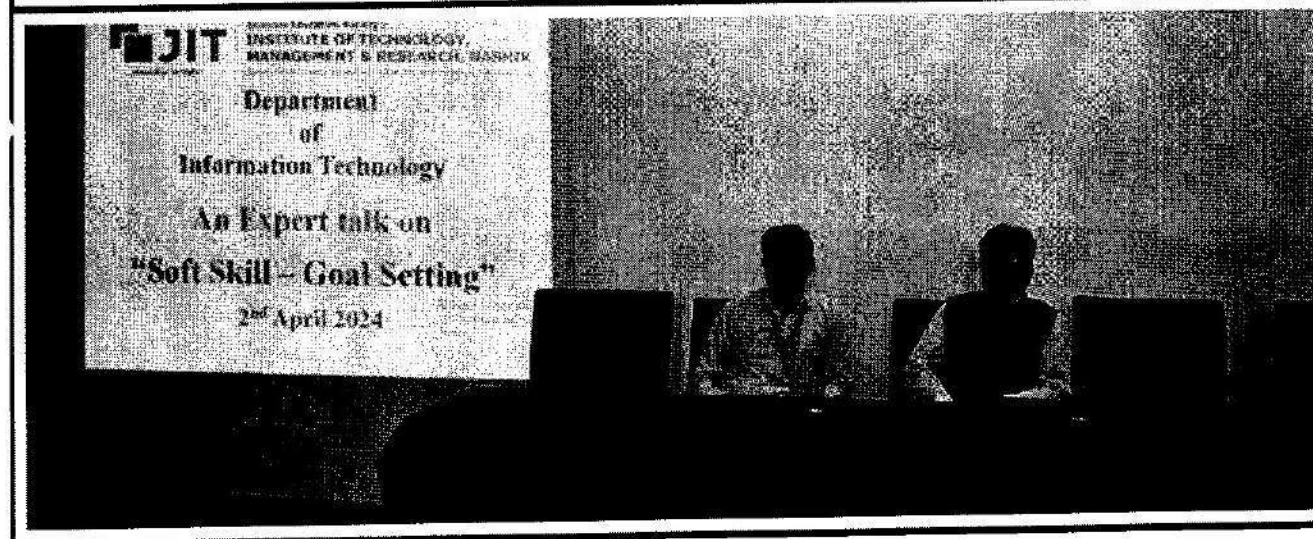 JIT
INSTITUTE OF TECHNOLOGY,
MANAGEMENT & RESEARCH, NASHIK
Department
of
Information Technology
An Expert talk on
"Soft Skill – Goal Setting"
2nd April 2024